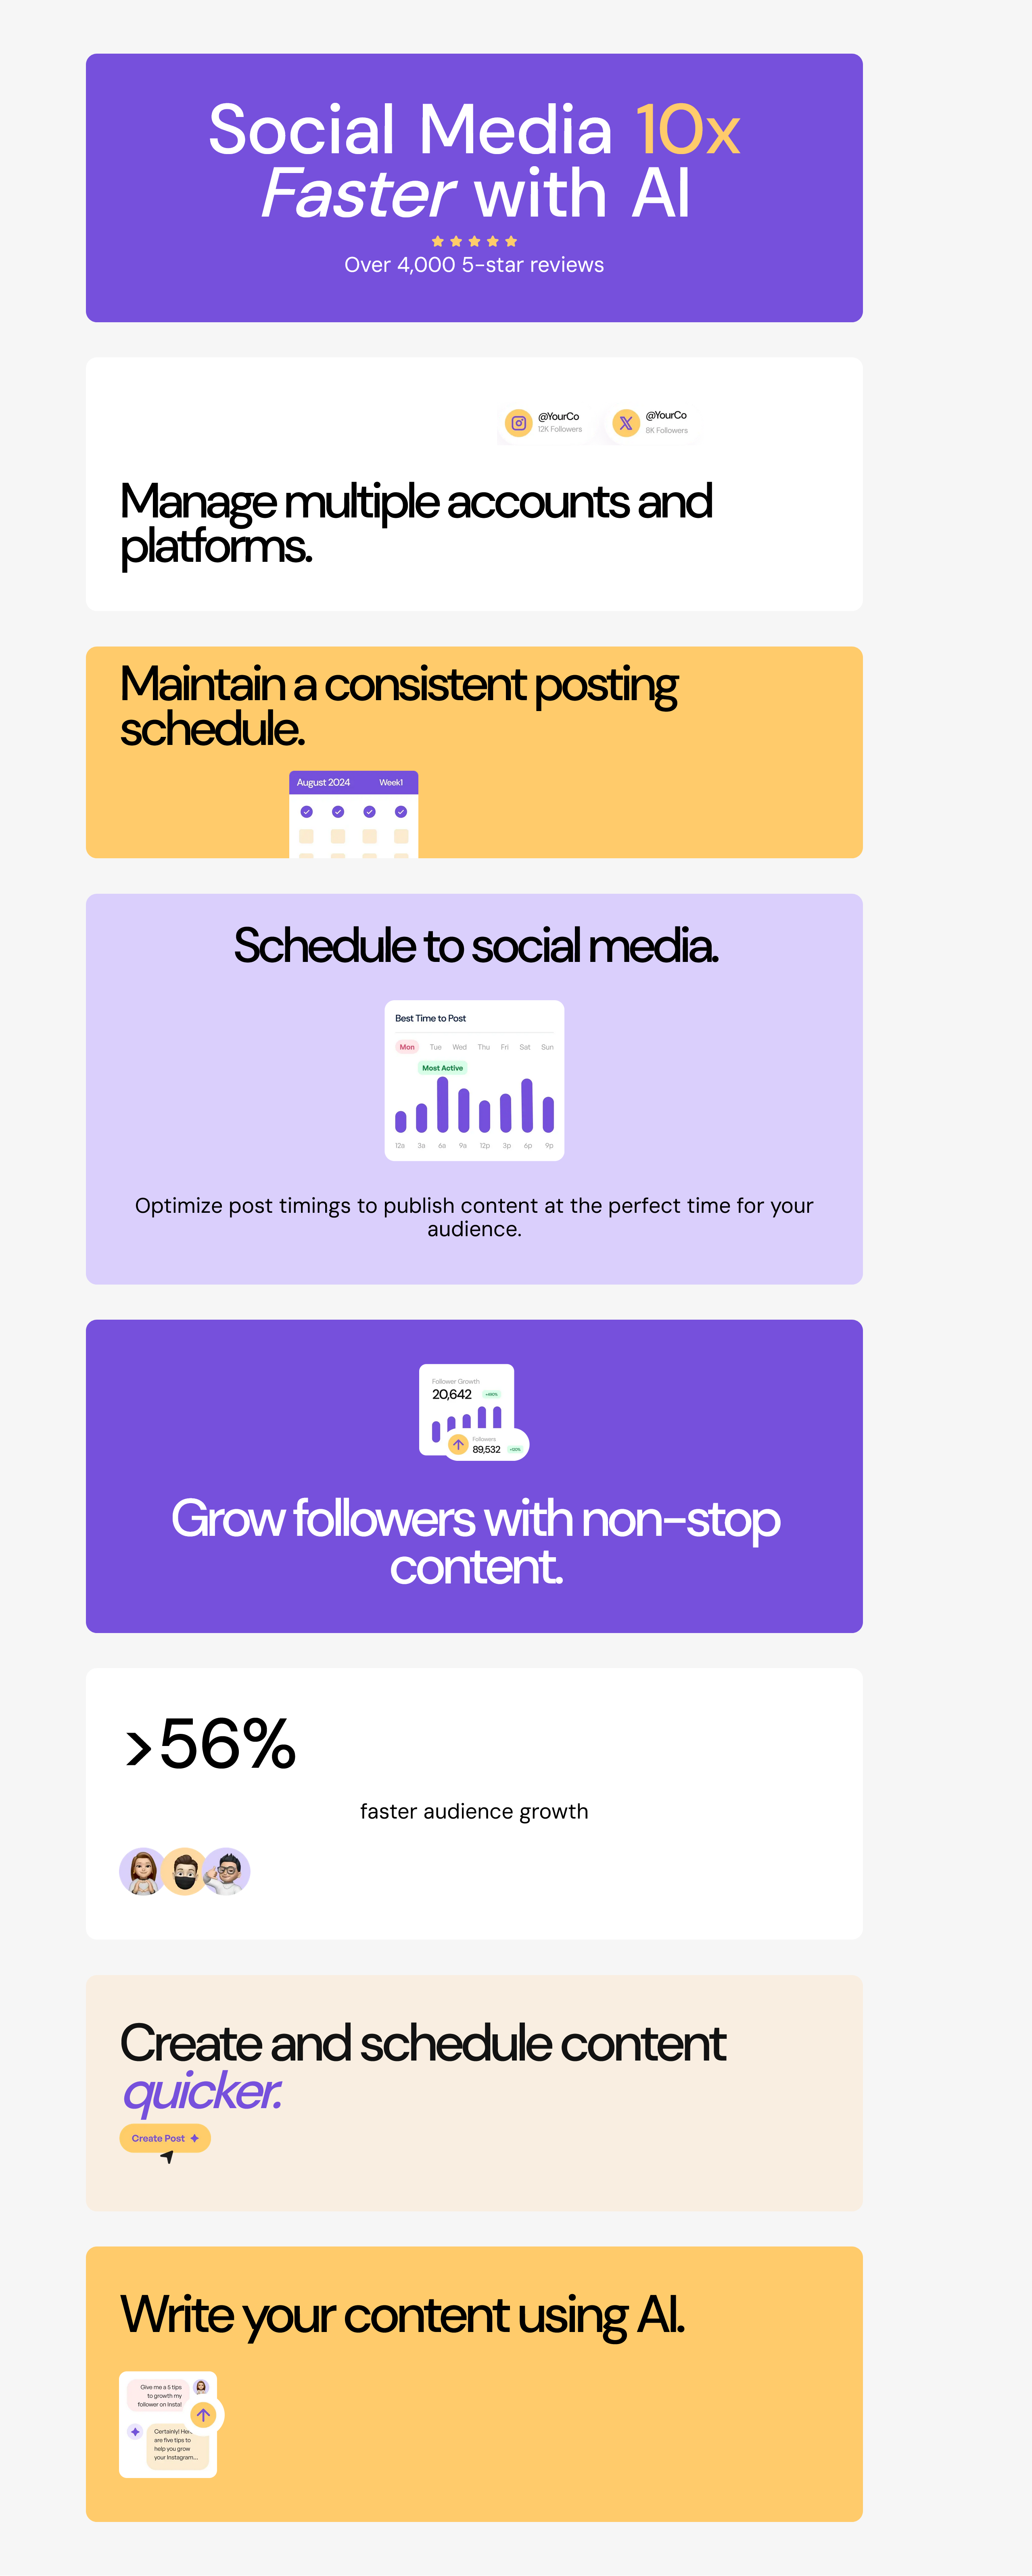 Social Media 10x
Faster with AI
Over 4,000 5-star reviews
@YourCo
12K Followers
@YourCo
8K Followers
Manage multiple accounts and
platforms.
Maintain a consistent posting
schedule.
August 2024 Week1
Schedule to social media.
Best Time to Post
Mon Tue Wed Thu Fri Sat Sun
Most Active
12a 3a 6a 9a 12p 3p 6p 9p
Optimize post timings to publish content at the perfect time for your
audience.
Follower Growth
20,642
Followers
89,532
Grow followers with non-stop
content.
>56%
faster audience growth
Create and schedule content
quicker.
Create Post
Write your content using AI.
Give me a 5 tips
to growth my
follower on Insta!
Certainly!
are five tips to
help you grow
your Instagram...